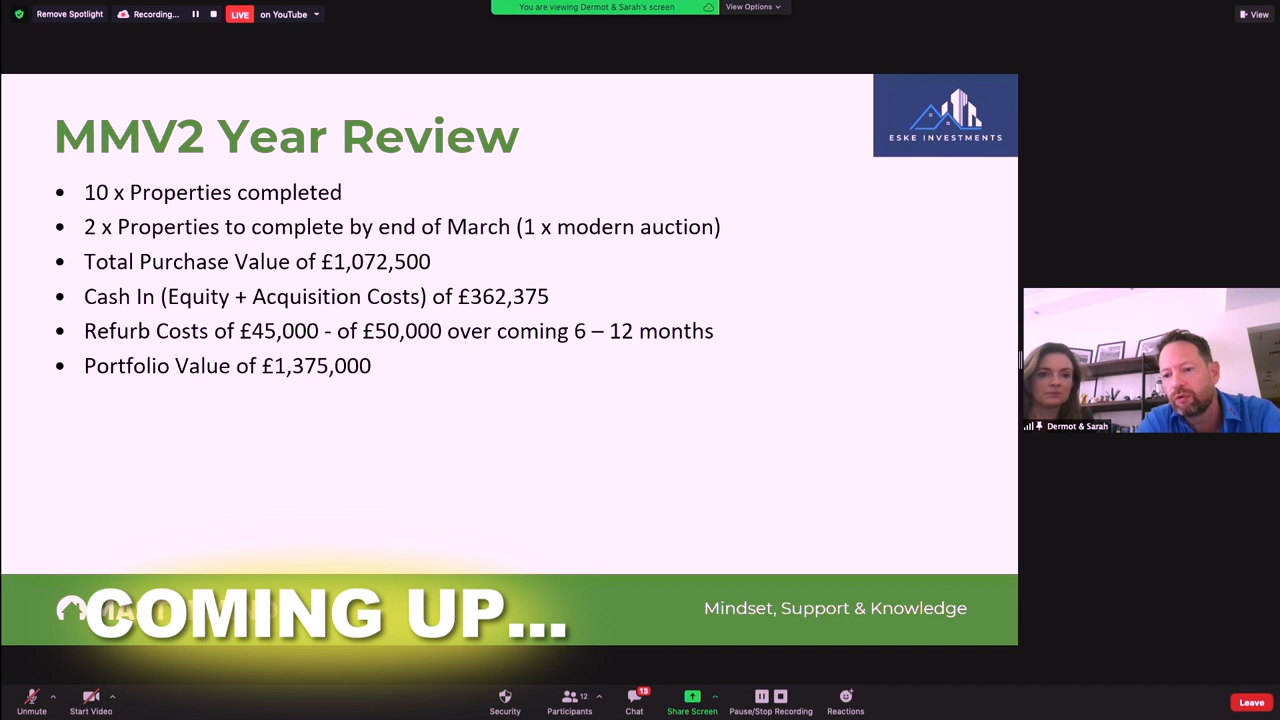 Remove Spotlight
Recording...
LIVE
on YouTube
You are viewing Dermot & Sarah's screen
View Options
View
ESKE INVESTMENTS
MMV2 Year Review
• 10 x Properties completed
• 2 x Properties to complete by end of March (1 x modern auction)
• Total Purchase Value of £1,072,500
• Cash In (Equity + Acquisition Costs) of £362,375
• Refurb Costs of £45,000 - of £50,000 over coming 6 – 12 months
• Portfolio Value of £1,375,000
Dermot & Sarah
COMING UP...
Mindset, Support & Knowledge
Unmute
Start Video
Security
12
Participants
13
Chat
Share Screen
Pause/Stop Recording
Reactions
Leave